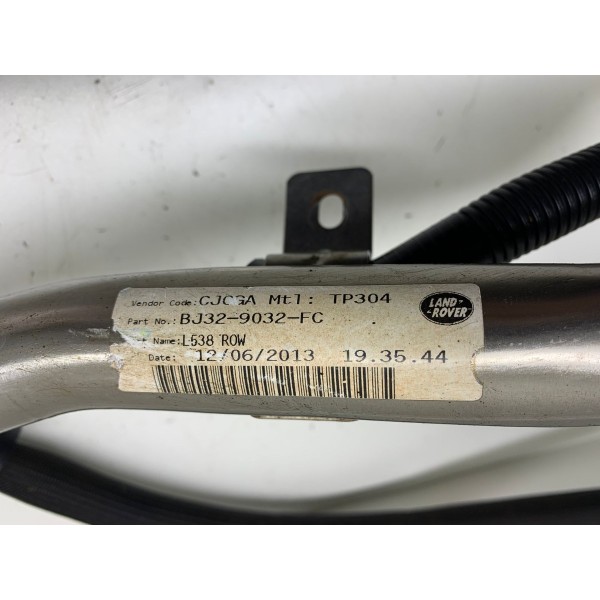 Vendor Code: CJCGA Mtl: TP304
Part No.: BJ32-9032-FC
Name: L538 ROW
Date: 12/06/2013 19.35.44
LAND-
ROVER